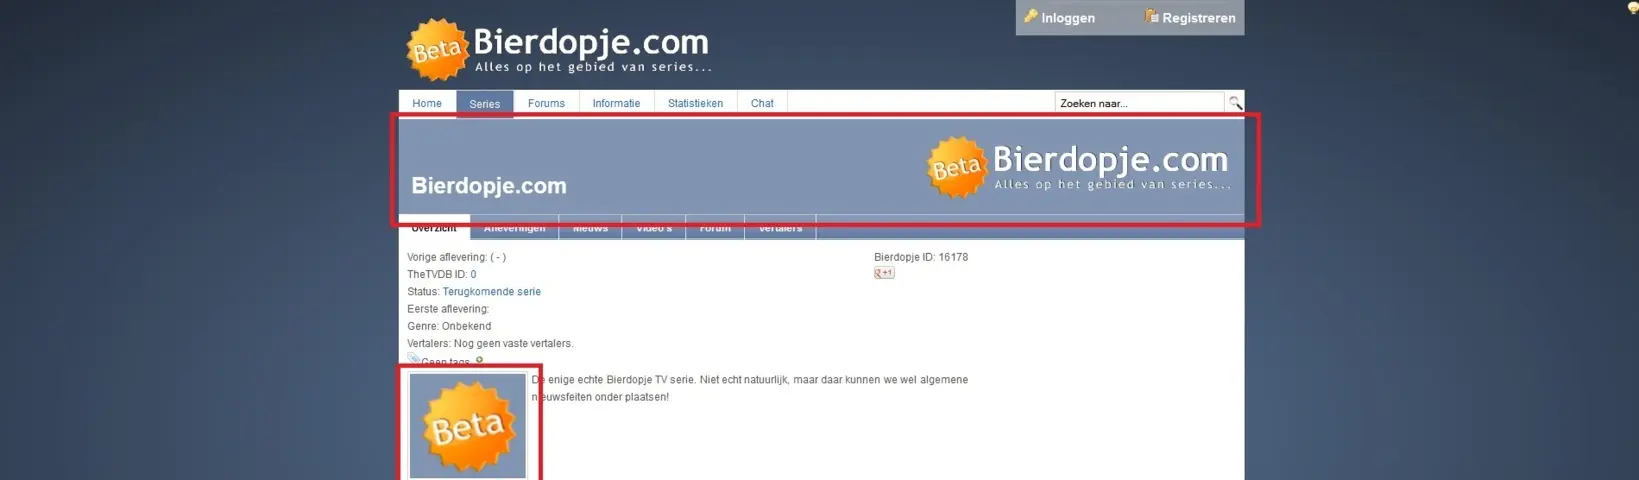 Inloggen Registreren
Beta Bierdopje.com
Alles op het gebied van series...
Home Series Forums Informatie Statistieken Chat Zoeken naar...
Beta Bierdopje.com
Alles op het gebied van series...
Bierdopje.com
Overzicht Afleveringen Nieuws Video's Forum Vertalers
Vorige aflevering: ( - ) Bierdopje ID: 16178
TheTVDB ID: 0 g +1
Status: Terugkomende serie
Eerste aflevering:
Genre: Onbekend
Vertalers: Nog geen vaste vertalers.
Geen tags
De enige echte Bierdopje TV serie. Niet echt natuurlijk, maar daar kunnen we wel algemene
nieuwsfeiten onder plaatsen!
Beta